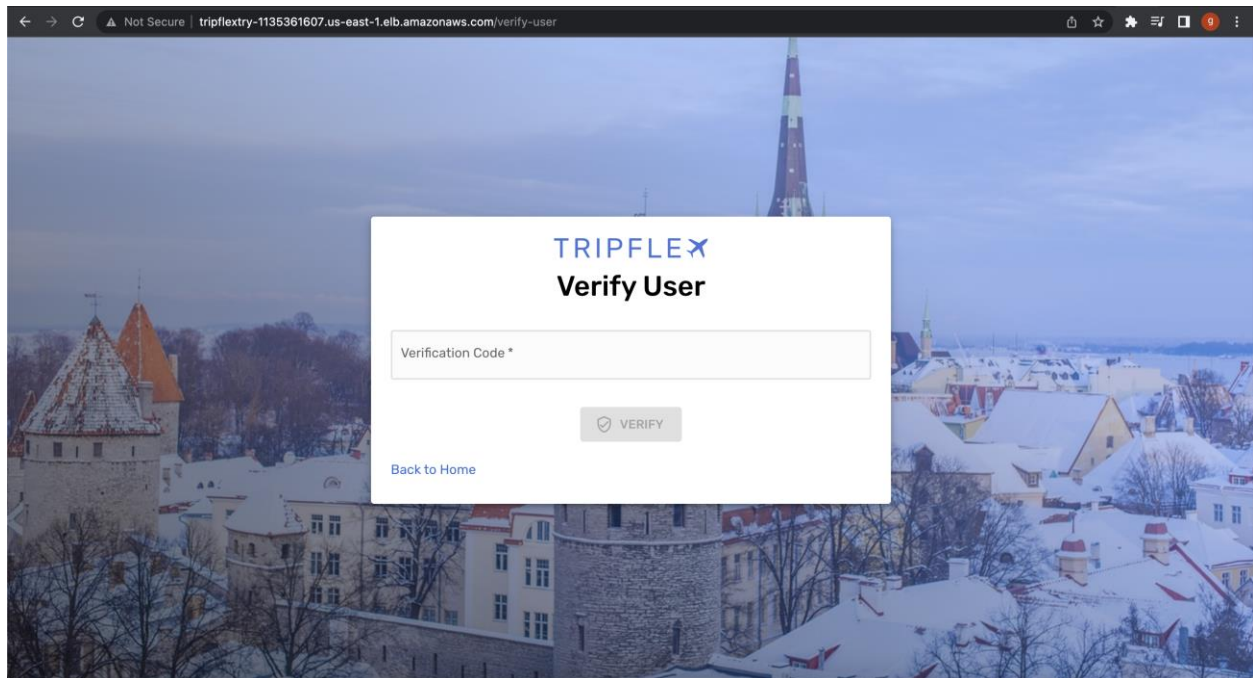 Not Secure | tripflextry-1135361607.us-east-1.elb.amazonaws.com/verify-user
g
TRIPFLEX
Verify User
Verification Code *
VERIFY
Back to Home